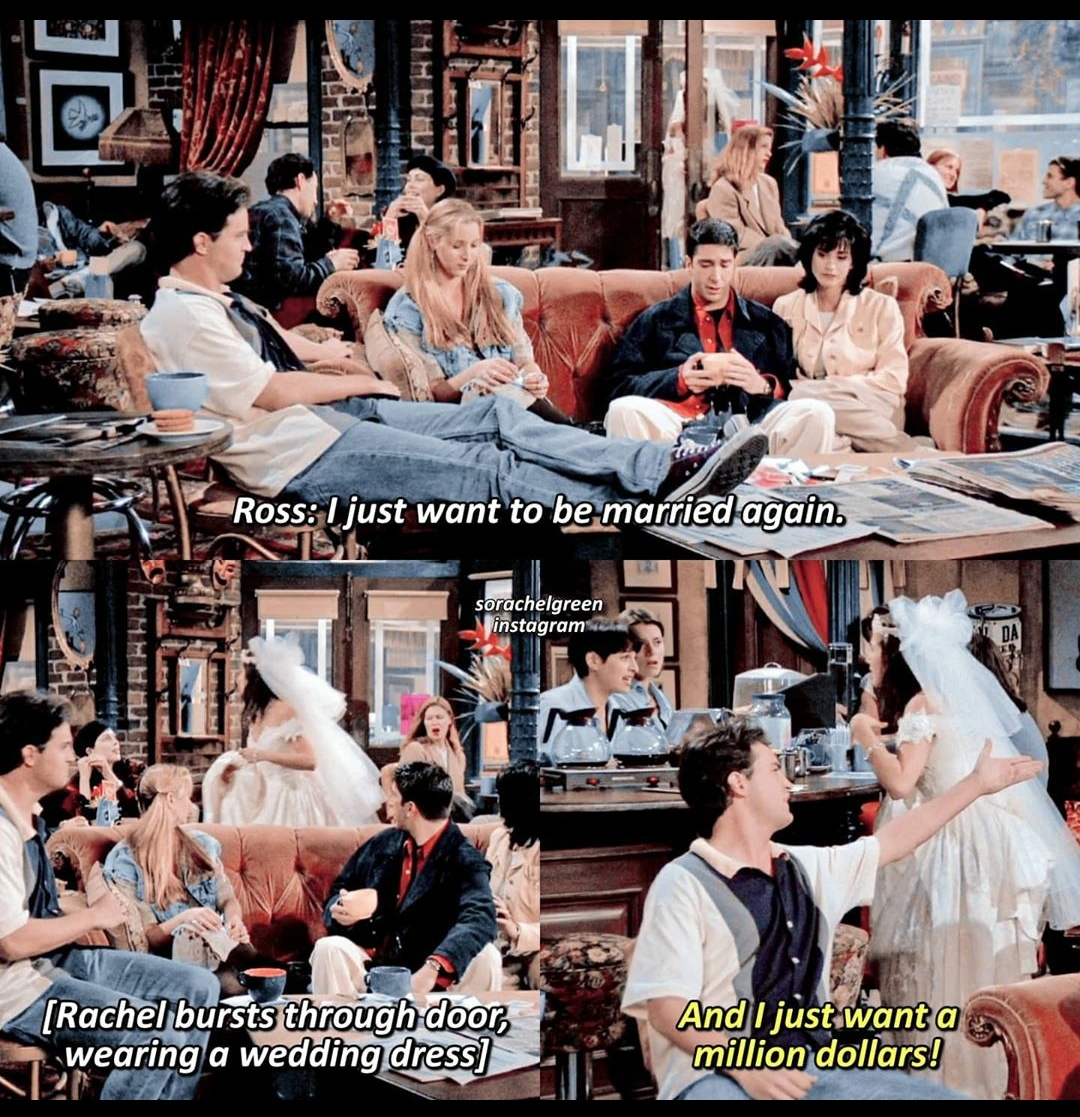 Ross: I just want to be married again.
sorachelgreen
instagram
[Rachel bursts through door,
wearing a wedding dress]
And I just want a
million dollars!